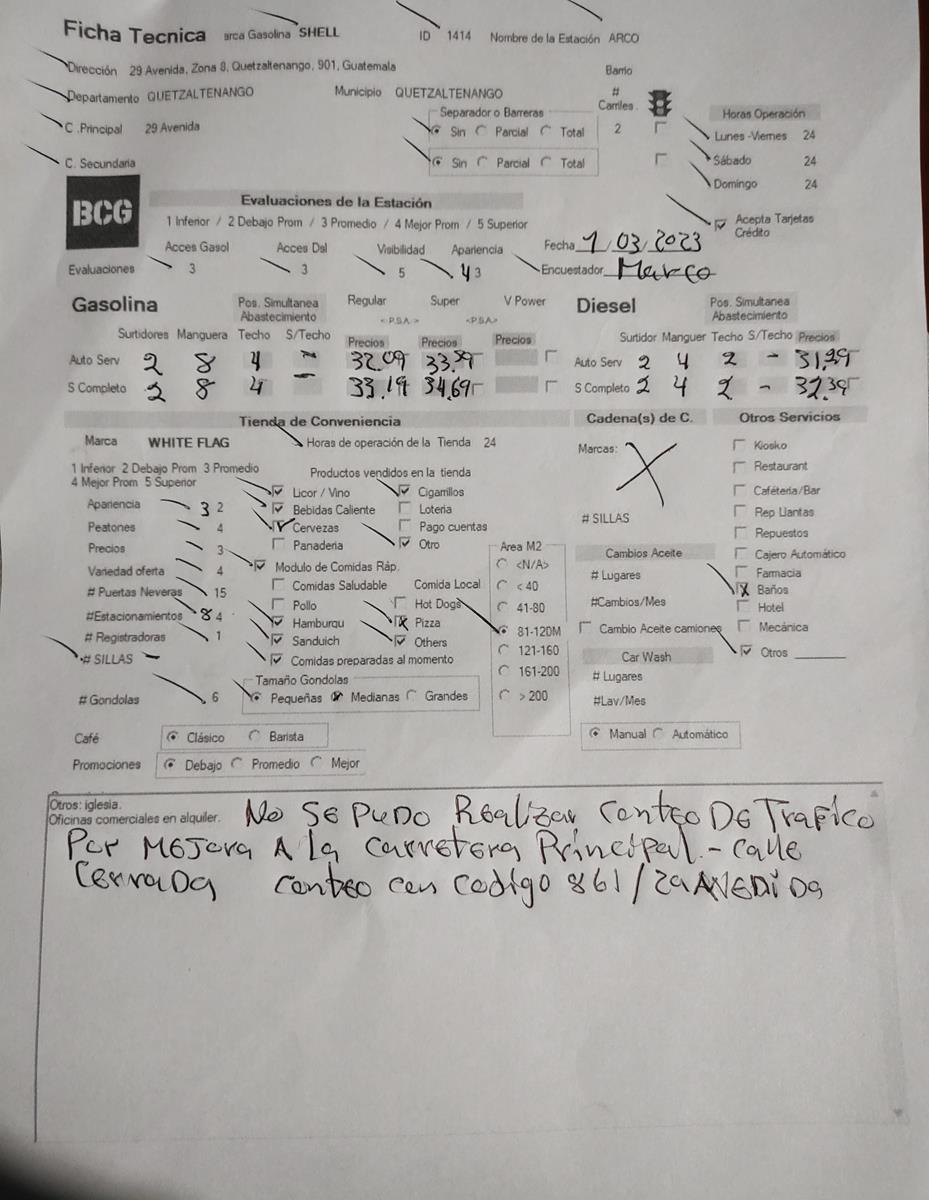 Ficha Tecnica arca Gasolina SHELL ID 1414 Nombre de la Estación ARCO
Dirección 29 Avenida, Zona 8, Quetzaltenango, 901, Guatemala
Departamento QUETZALTENANGO Municipio QUETZALTENANGO
Barrio
# Carriles
Separador o Barreras
C .Principal 29 Avenida Sin Parcial Total 2
C. Secundaria Sin Parcial Total
Horas Operación
Lunes -Viernes 24
Sábado 24
Domingo 24
Acepta Tarjetas Crédito
BCG
Evaluaciones de la Estación
1 Inferior / 2 Debajo Prom / 3 Promedio / 4 Mejor Prom / 5 Superior
Acces Gasol Acces Dsl Visibilidad Apariencia
Evaluaciones 3 3 5 4 3
Fecha 1/03/2023
Encuestador Marco
Gasolina Pos. Simultanea Abastecimiento Regular Super V Power
<.P.S.A.> <P.S.A>
Surtidores Manguera Techo S/Techo Precios Precios Precios
Auto Serv 2 8 4 - 32.09 33.59
S Completo 2 8 4 - 33.19 34.69
Diesel Pos. Simultanea Abastecimiento
Surtidor Manguer Techo S/Techo Precios
Auto Serv 2 4 2 - 31.29
S Completo 2 4 2 - 32.39
Tienda de Conveniencia
Marca WHITE FLAG Horas de operación de la Tienda 24
1 Inferior 2 Debajo Prom 3 Promedio
4 Mejor Prom 5 Superior
Apariencia 3 2
Peatones 4
Precios 3
Variedad oferta 4
# Puertas Neveras 15
#Estacionamientos 8 4
# Registradoras 1
# SILLAS -
# Gondolas 6
Productos vendidos en la tienda
Licor / Vino Cigarrillos
Bebidas Caliente Loteria
Cervezas Pago cuentas
Panaderia Otro
Modulo de Comidas Ráp.
Comidas Saludable Comida Local
Pollo Hot Dogs
Hamburqu Pizza
Sanduich Others
Comidas preparadas al momento
Tamaño Gondolas
Pequeñas Medianas Grandes
Area M2
<N/A>
< 40
41-80
81-120M
121-160
161-200
> 200
Café Clásico Barista
Promociones Debajo Promedio Mejor
Cadena(s) de C.
Marcas: X
# SILLAS
Cambios Aceite
# Lugares
#Cambios/Mes
Cambio Aceite camiones
Car Wash
# Lugares
#Lav/Mes
Manual Automático
Otros Servicios
Kiosko
Restaurant
Caféteria/Bar
Rep Llantas
Repuestos
Cajero Automático
Farmacia
Baños
Hotel
Mecánica
Otros
Otros: iglesia.
Oficinas comerciales en alquiler. No Se PUDO Realizar Conteo De Trafico
Por Mejora A La Carretera Principal.- Calle
Cerrada Conteo con Codigo 861/2a AVENIDA